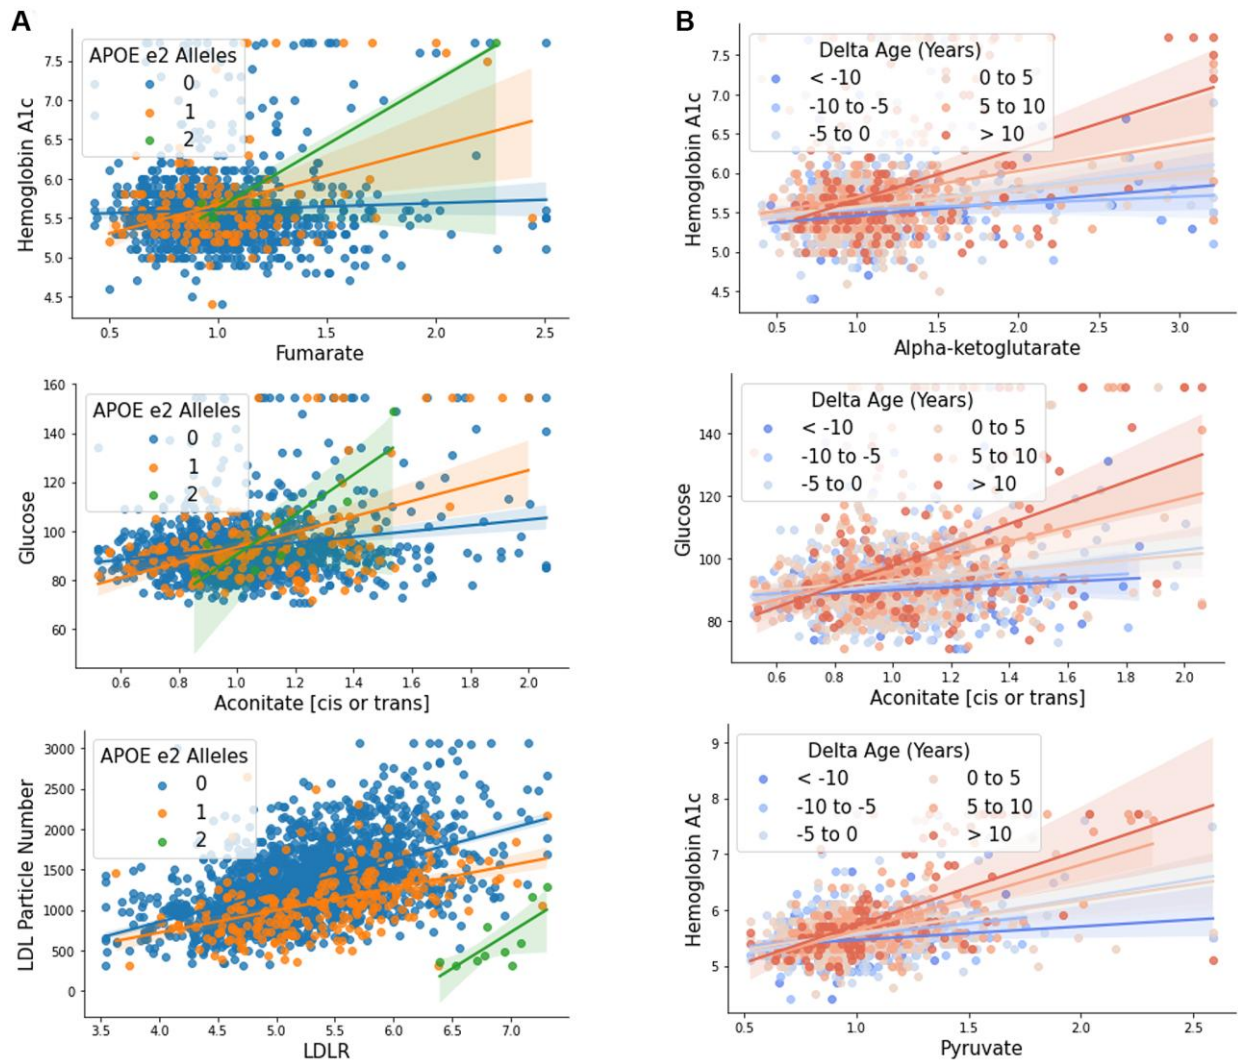 A
APOE e2 Alleles
0
1
2
Hemoglobin A1c
7.5
7.0
6.5
6.0
5.5
5.0
4.5
0.5 1.0 1.5 2.0 2.5
Fumarate
B
Delta Age (Years)
< -10 0 to 5
-10 to -5 5 to 10
-5 to 0 > 10
Hemoglobin A1c
7.5
7.0
6.5
6.0
5.5
5.0
4.5
0.5 1.0 1.5 2.0 2.5 3.0
Alpha-ketoglutarate
APOE e2 Alleles
0
1
2
Glucose
160
140
120
100
80
60
0.6 0.8 1.0 1.2 1.4 1.6 1.8 2.0
Aconitate [cis or trans]
Delta Age (Years)
< -10 0 to 5
-10 to -5 5 to 10
-5 to 0 > 10
Glucose
140
120
100
80
0.6 0.8 1.0 1.2 1.4 1.6 1.8 2.0
Aconitate [cis or trans]
APOE e2 Alleles
0
1
2
LDL Particle Number
3000
2500
2000
1500
1000
500
0
3.5 4.0 4.5 5.0 5.5 6.0 6.5 7.0
LDLR
Delta Age (Years)
< -10 0 to 5
-10 to -5 5 to 10
-5 to 0 > 10
Hemoglobin A1c
9
8
7
6
5
0.5 1.0 1.5 2.0 2.5
Pyruvate